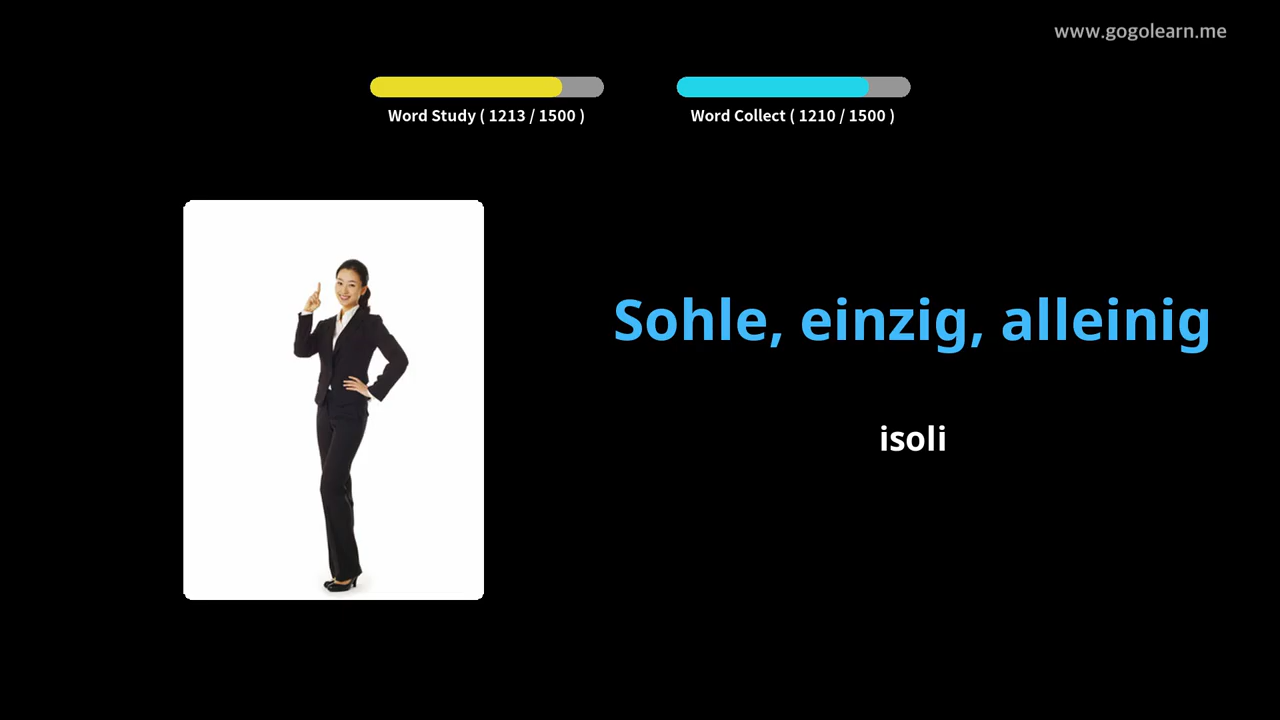 www.gogolearn.me
Word Study ( 1213 / 1500 )
Word Collect ( 1210 / 1500 )
Sohle, einzig, alleinig
isoli